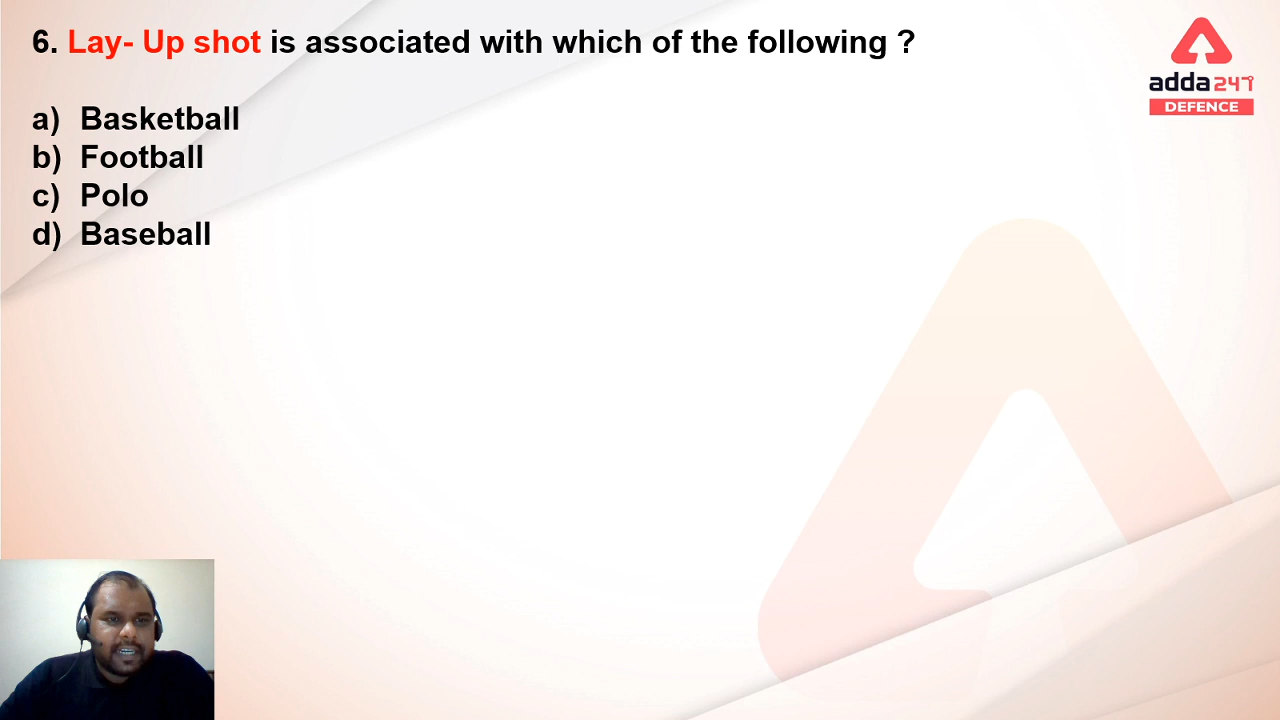 6. Lay- Up shot is associated with which of the following ?
a) Basketball
b) Football
c) Polo
d) Baseball
adda247
DEFENCE